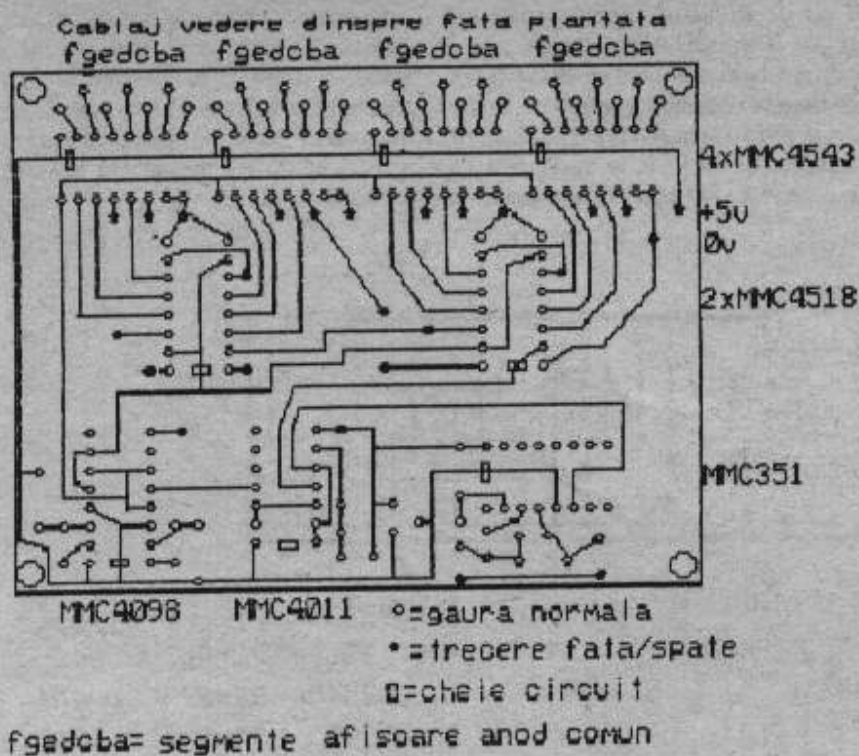 Cablaj vedere dinspre fata plantata
fgedcba fgedcba fgedcba fgedcba
4xMMC4543
+5v
0v
2xMMC4518
MMC351
MMC4098 MMC4011
o=gaura normala
•=trecere fata/spate
▯=cheie circuit
fgedcba= segmente afisoare anod comun